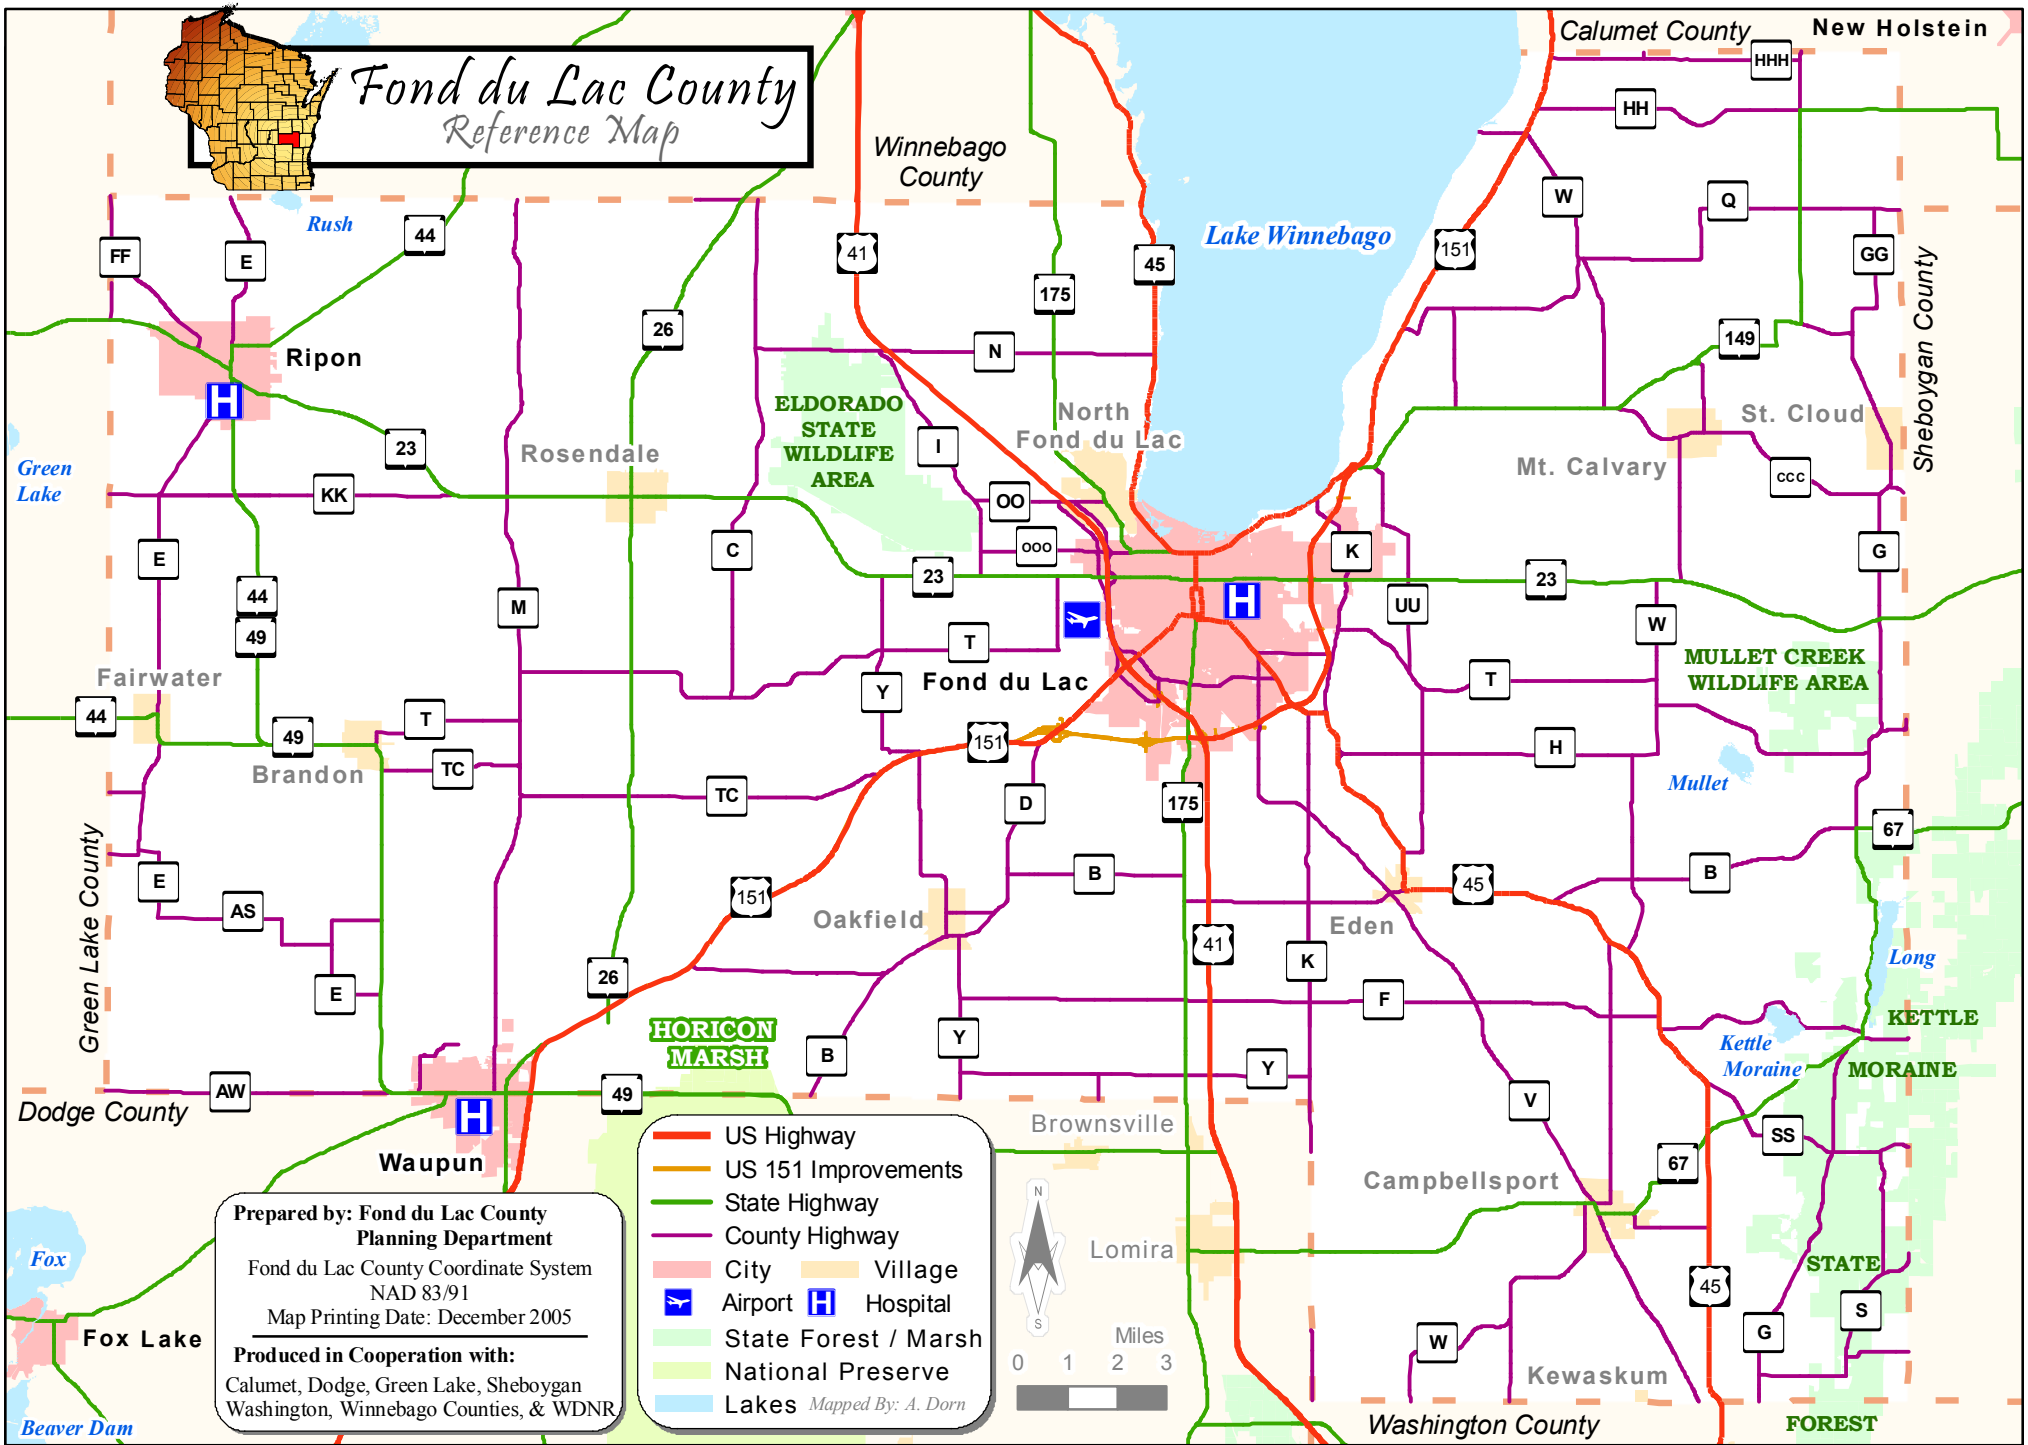 Fond du Lac County
Reference Map
Calumet County
New Holstein
HHH
HH
Winnebago
County
W
Q
Rush
44
FF
E
41
45
Lake Winnebago
151
GG
175
Sheboygan County
26
149
N
Ripon
H
ELDORADO
STATE
WILDLIFE
AREA
North
Fond du Lac
St. Cloud
23
I
Rosendale
Green
Lake
KK
Mt. Calvary
CCC
OO
OOO
E
C
K
G
23
23
44
M
H
UU
49
W
T
MULLET CREEK
WILDLIFE AREA
Fairwater
Y
Fond du Lac
T
44
T
49
151
H
Brandon
TC
TC
D
175
Mullet
67
Green Lake County
E
AS
151
B
45
B
Oakfield
Eden
41
K
Long
26
E
F
HORICON
MARSH
KETTLE
Y
B
Y
Kettle
Moraine
MORAINE
AW
49
V
Dodge County
H
Brownsville
SS
Waupun
67
Campbellsport
US Highway
US 151 Improvements
State Highway
County Highway
City
Village
Airport
H
Hospital
State Forest / Marsh
National Preserve
Lakes
Mapped By: A. Dorn
N
S
Miles
0 1 2 3
Lomira
STATE
45
S
G
W
Kewaskum
Washington County
FOREST
Prepared by: Fond du Lac County
Planning Department
Fond du Lac County Coordinate System
NAD 83/91
Map Printing Date: December 2005
Produced in Cooperation with:
Calumet, Dodge, Green Lake, Sheboygan
Washington, Winnebago Counties, & WDNR
Fox
Fox Lake
Beaver Dam